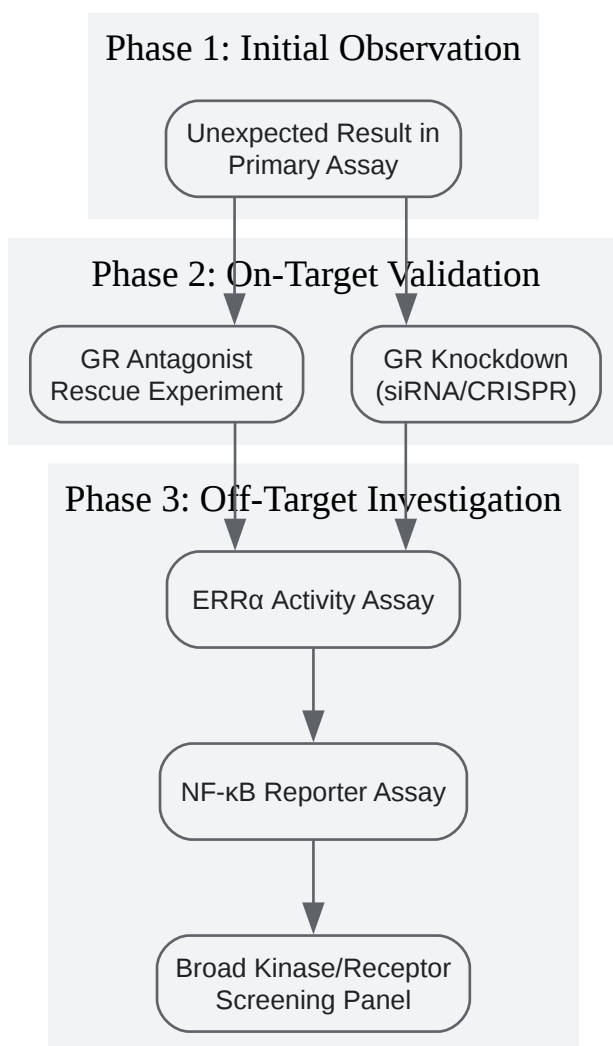 Phase 1: Initial Observation
Unexpected Result in
Primary Assay
Phase 2: On-Target Validation
GR Antagonist
Rescue Experiment
GR Knockdown
(siRNA/CRISPR)
Phase 3: Off-Target Investigation
ERRα Activity Assay
NF-κB Reporter Assay
Broad Kinase/Receptor
Screening Panel